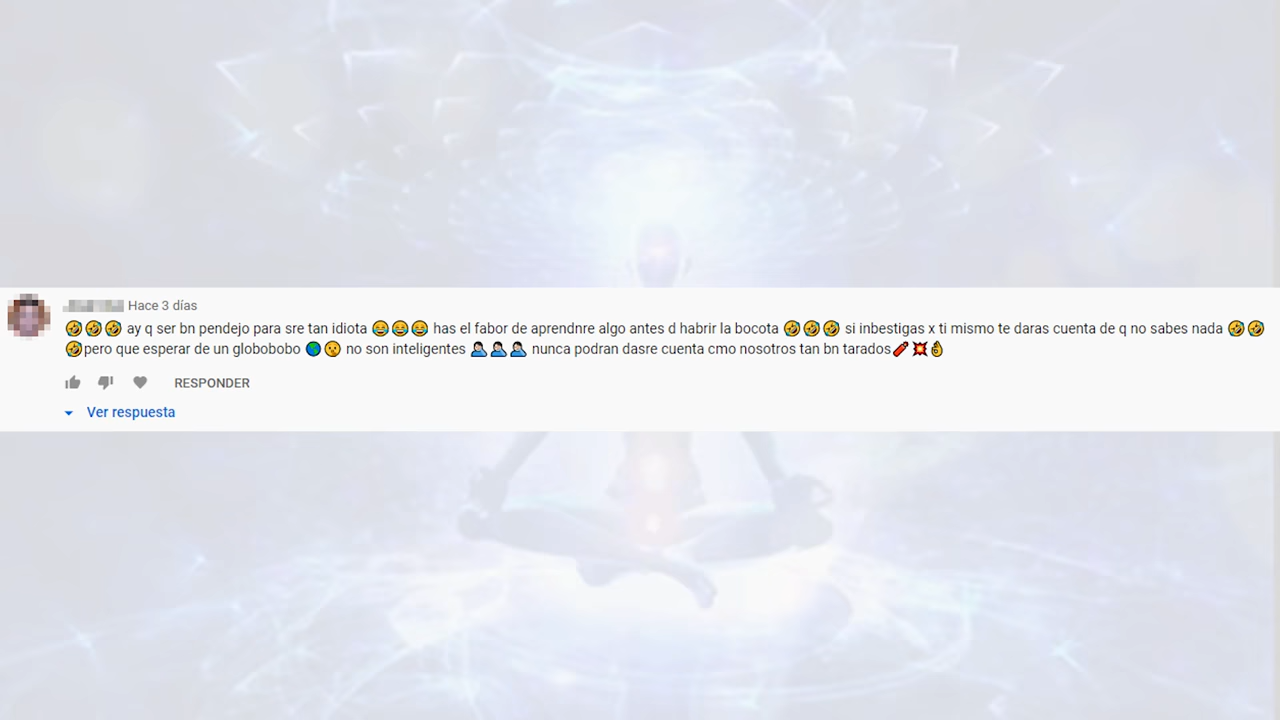 Hace 3 días
🤣🤣🤣 ay q ser bn pendejo para sre tan idiota 😂😂😂 has el fabor de aprendnre algo antes d habrir la bocota 🤣🤣🤣 si inbestigas x ti mismo te daras cuenta de q no sabes nada 🤣🤣
🤣pero que esperar de un globobobo 🌎😮 no son inteligentes 🤦🏻‍♂️🤦🏻‍♂️🤦🏻‍♂️ nunca podran dasre cuenta cmo nosotros tan bn tarados🧨💥👌
RESPONDER
Ver respuesta